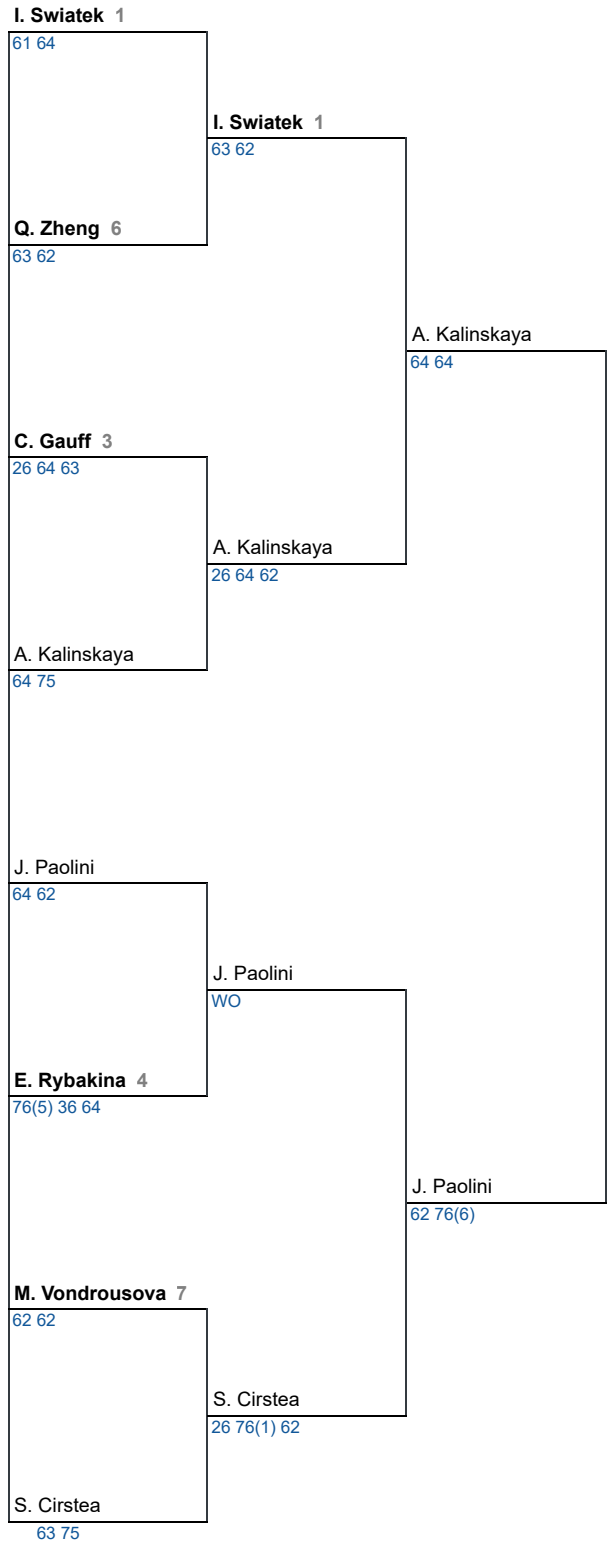 I. Swiatek 1
61 64
I. Swiatek 1
63 62
Q. Zheng 6
63 62
A. Kalinskaya
64 64
C. Gauff 3
26 64 63
A. Kalinskaya
26 64 62
A. Kalinskaya
64 75
J. Paolini
64 62
J. Paolini
WO
E. Rybakina 4
76(5) 36 64
J. Paolini
62 76(6)
M. Vondrousova 7
62 62
S. Cirstea
26 76(1) 62
S. Cirstea
63 75